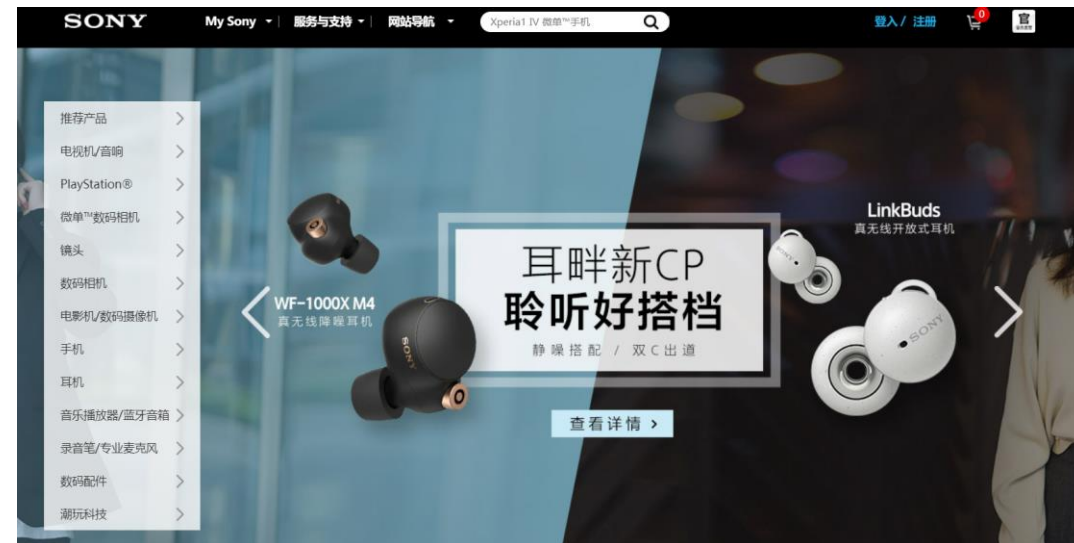 SONY
My Sony
服务与支持
网站导航
Xperia1 IV 微单™手机
登入/ 注册
0
官
推荐产品
电视机/音响
PlayStation®
微单™数码相机
镜头
数码相机
电影机/数码摄像机
手机
耳机
音乐播放器/蓝牙音箱
录音笔/专业麦克风
数码配件
潮玩科技
WF-1000X M4
真无线降噪耳机
SONY
耳畔新CP
聆听好搭档
静噪搭配 / 双C出道
查看详情 >
LinkBuds
真无线开放式耳机
SONY
SONY